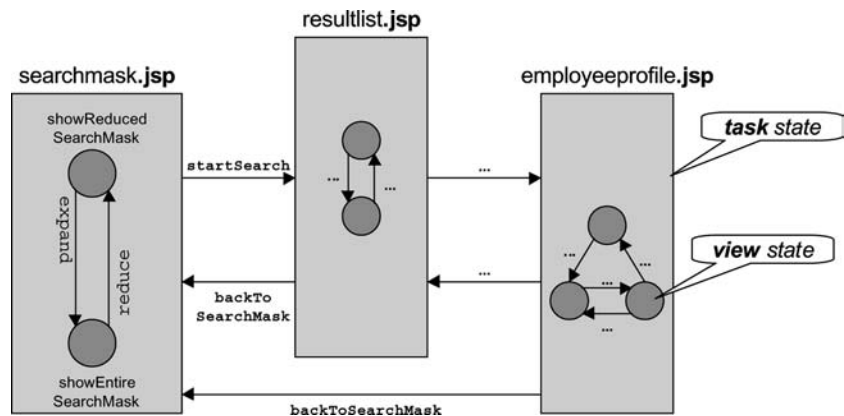 resultlist.jsp
searchmask.jsp
employeeprofile.jsp
showReduced
SearchMask
task state
startSearch
...
...
...
expand
reduce
view state
...
...
...
...
...
backTo
SearchMask
showEntire
SearchMask
backToSearchMask